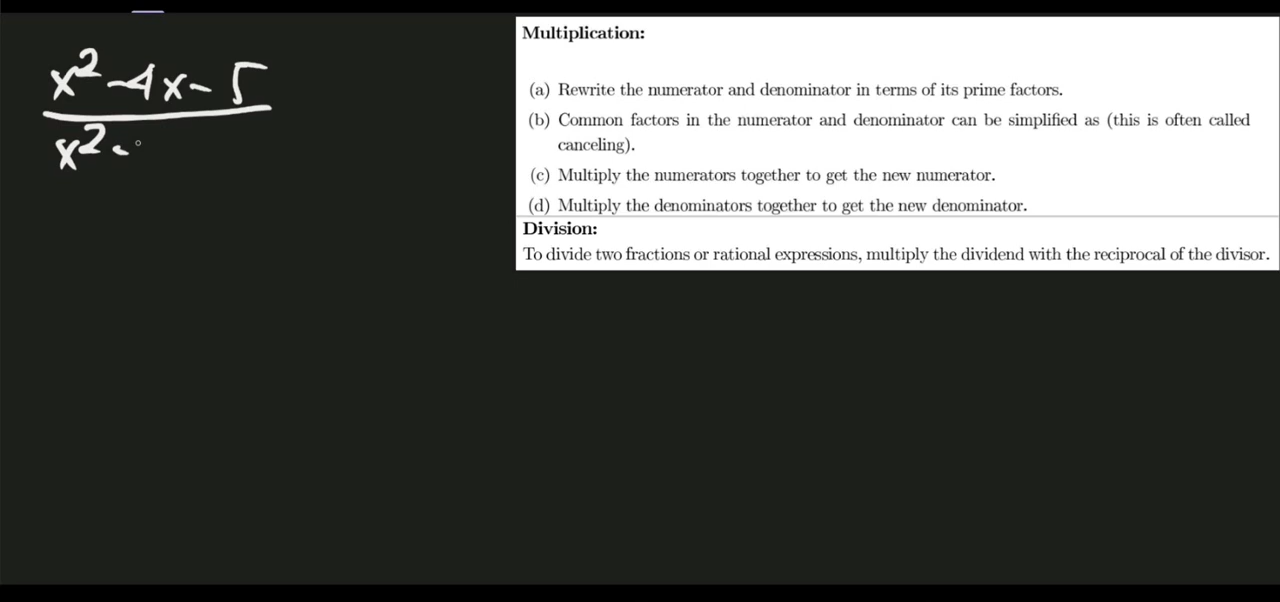 x² - 4x - 5
x² -
Multiplication:
(a) Rewrite the numerator and denominator in terms of its prime factors.
(b) Common factors in the numerator and denominator can be simplified as (this is often called
canceling).
(c) Multiply the numerators together to get the new numerator.
(d) Multiply the denominators together to get the new denominator.
Division:
To divide two fractions or rational expressions, multiply the dividend with the reciprocal of the divisor.